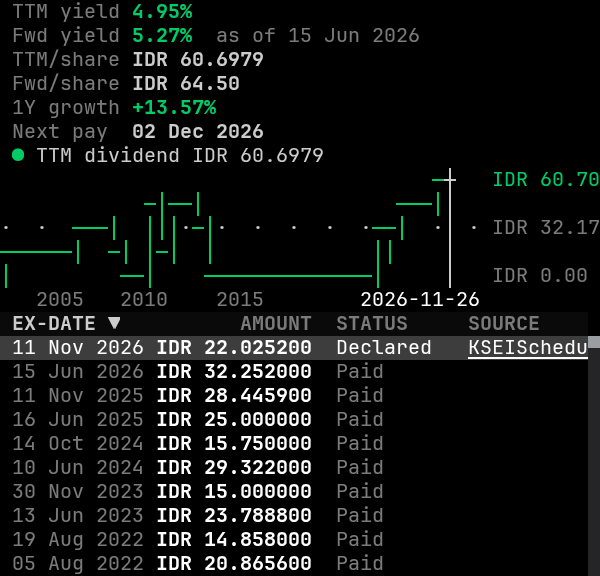 TTM yield 4.95%
Fwd yield 5.27% as of 15 Jun 2026
TTM/share IDR 60.6979
Fwd/share IDR 64.50
1Y growth +13.57%
Next pay 02 Dec 2026
● TTM dividend IDR 60.6979
IDR 60.70
IDR 32.17
IDR 0.00
2005 2010 2015 2026-11-26
EX-DATE ▼ AMOUNT STATUS SOURCE
11 Nov 2026 IDR 22.025200 Declared KSEISchedu
15 Jun 2026 IDR 32.252000 Paid
11 Nov 2025 IDR 28.445900 Paid
16 Jun 2025 IDR 25.000000 Paid
14 Oct 2024 IDR 15.750000 Paid
10 Jun 2024 IDR 29.322000 Paid
30 Nov 2023 IDR 15.000000 Paid
13 Jun 2023 IDR 23.788800 Paid
19 Aug 2022 IDR 14.858000 Paid
05 Aug 2022 IDR 20.865600 Paid